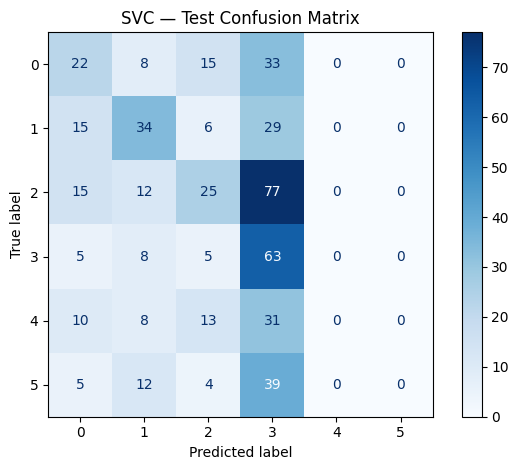 SVC — Test Confusion Matrix
True label
0 22 8 15 33 0 0
1 15 34 6 29 0 0
2 15 12 25 77 0 0
3 5 8 5 63 0 0
4 10 8 13 31 0 0
5 5 12 4 39 0 0
0 1 2 3 4 5
Predicted label
70
60
50
40
30
20
10
0